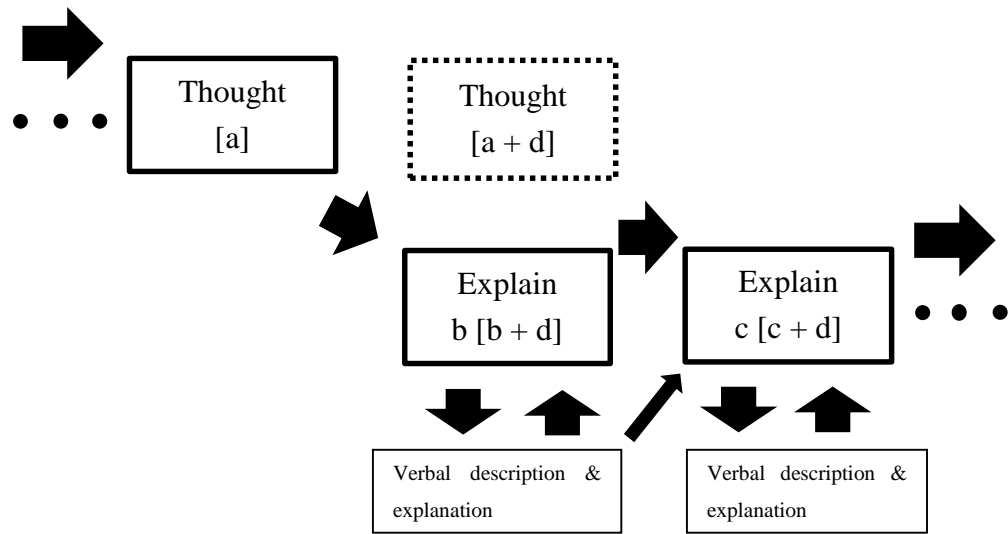 Thought
[a]
Thought
[a + d]
Explain
b [b + d]
Explain
c [c + d]
Verbal description &
explanation
Verbal description &
explanation